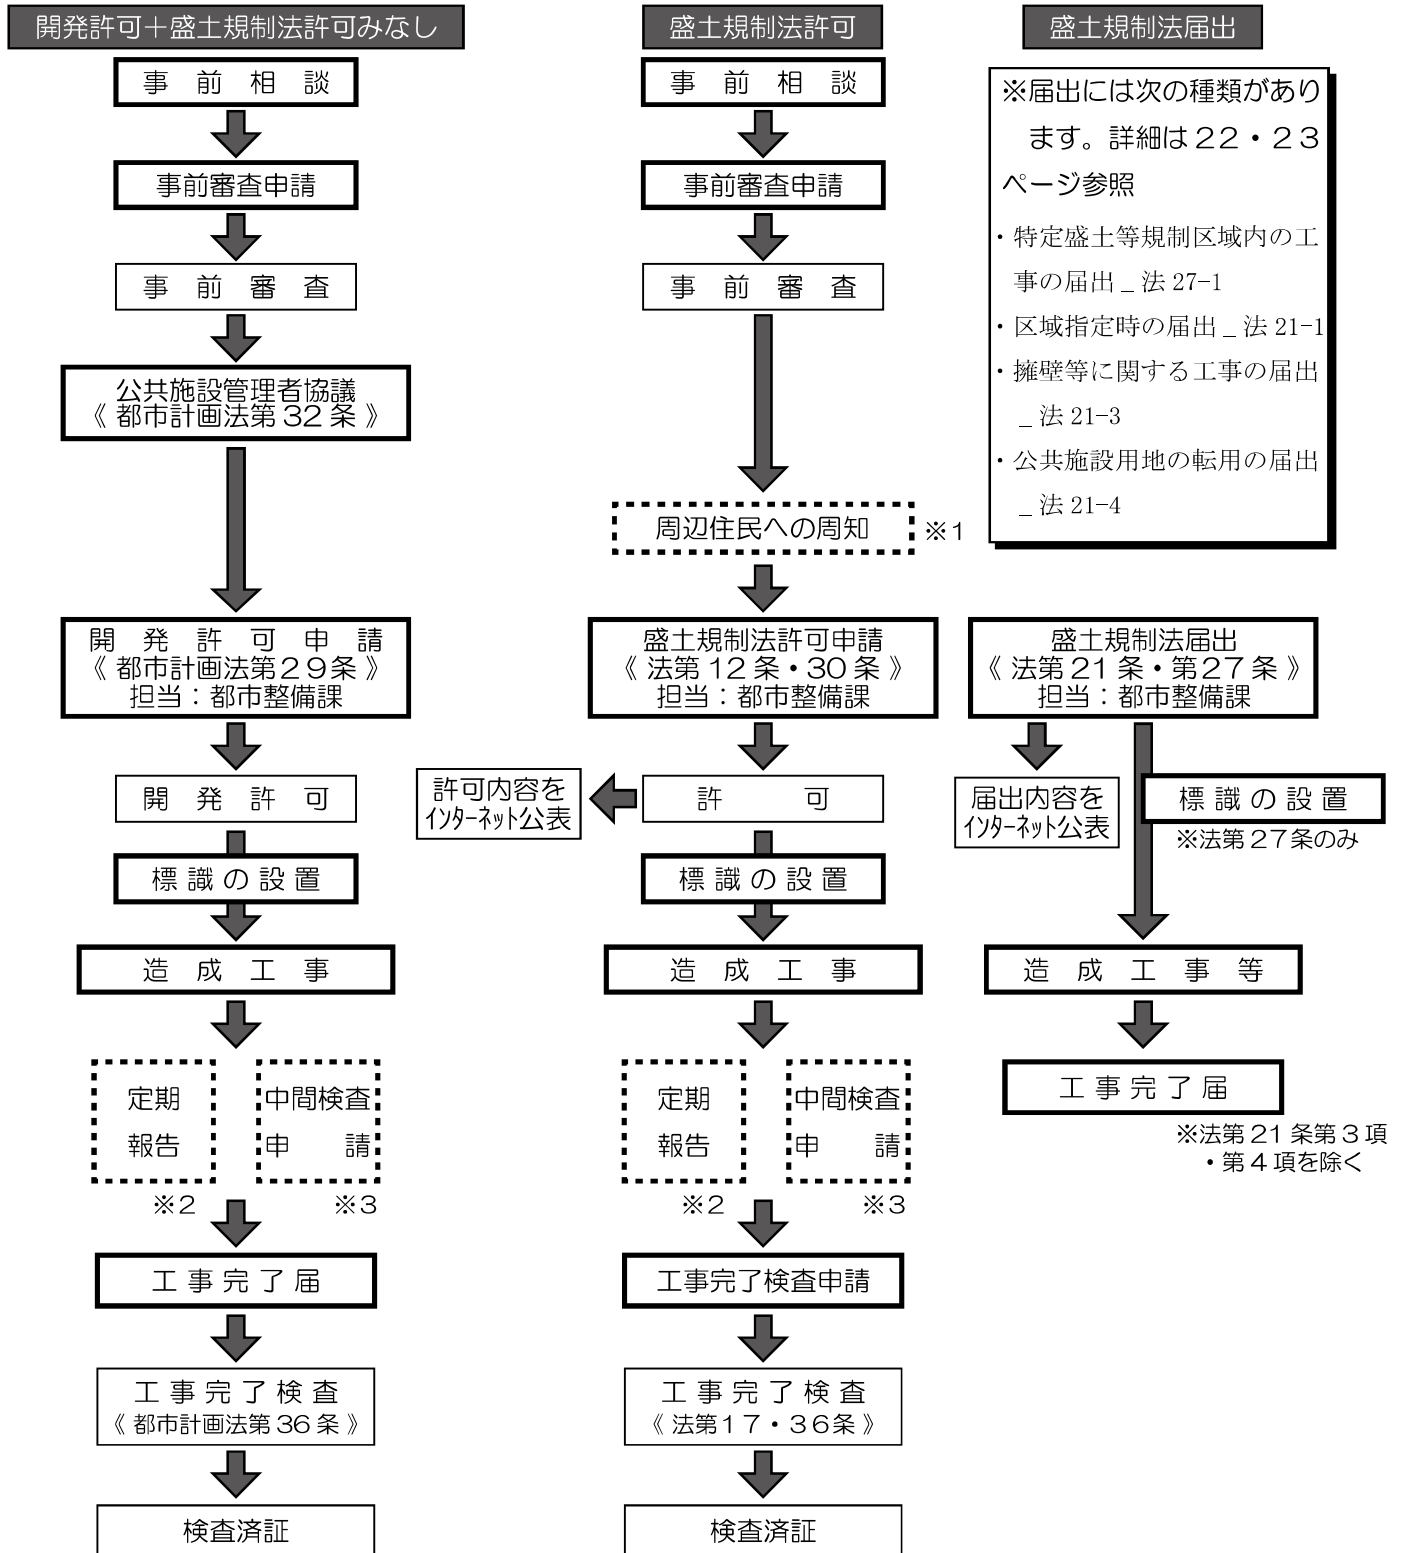 開発許可＋盛土規制法許可みなし
事　前　相　談
事前審査申請
事　前　審　査
公共施設管理者協議
《 都市計画法第 32 条 》
開　発　許　可　申　請
《 都市計画法第２９条 》
担当：都市整備課
開　発　許　可
標 識 の 設 置
造　成　工　事
定期
報告
※2
中間検査
申　　請
※3
工 事 完 了 届
工 事 完 了 検 査
《 都市計画法第 36 条 》
検査済証
盛土規制法許可
事　前　相　談
事前審査申請
事　前　審　査
周辺住民への周知
※1
盛土規制法許可申請
《 法第 12 条・30 条 》
担当：都市整備課
許　　　可
許可内容を
ｲﾝﾀｰﾈｯﾄ公表
標 識 の 設 置
造　成　工　事
定期
報告
※2
中間検査
申　　請
※3
工事完了検査申請
工 事 完 了 検 査
《 法第１７・３６条 》
検査済証
盛土規制法届出
※届出には次の種類があり
ます。詳細は２２・２３
ページ参照
・特定盛土等規制区域内の工
事の届出＿法 27-1
・区域指定時の届出＿法 21-1
・擁壁等に関する工事の届出
＿法 21-3
・公共施設用地の転用の届出
＿法 21-4
盛土規制法届出
《 法第 21 条・第２７条 》
担当：都市整備課
届出内容を
ｲﾝﾀｰﾈｯﾄ公表
標 識 の 設 置
※法第２７条のみ
造　成　工　事　等
工 事 完 了 届
※法第 21 条第３項
・第４項を除く